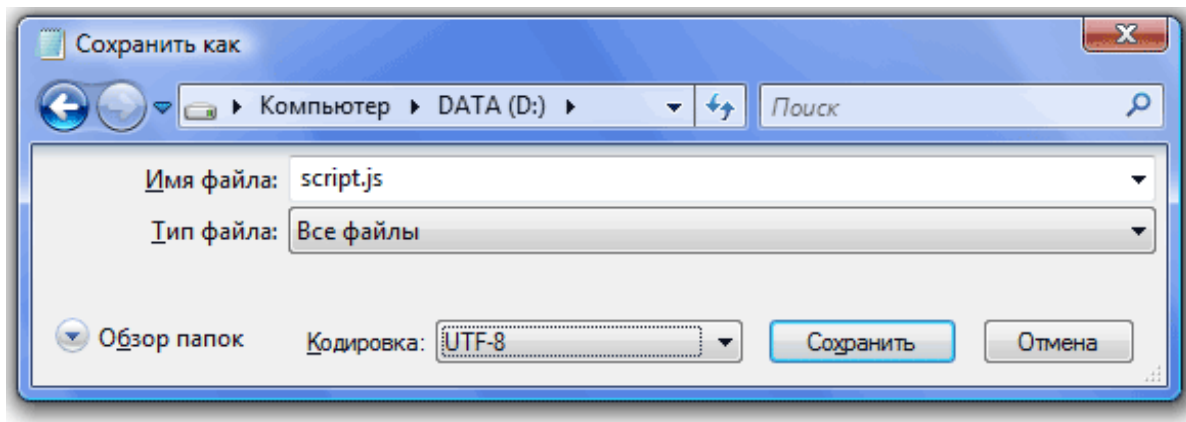 Сохранить как
Компьютер DATA (D:) Поиск
Имя файла: script.js
Тип файла: Все файлы
Обзор папок Кодировка: UTF-8 Сохранить Отмена